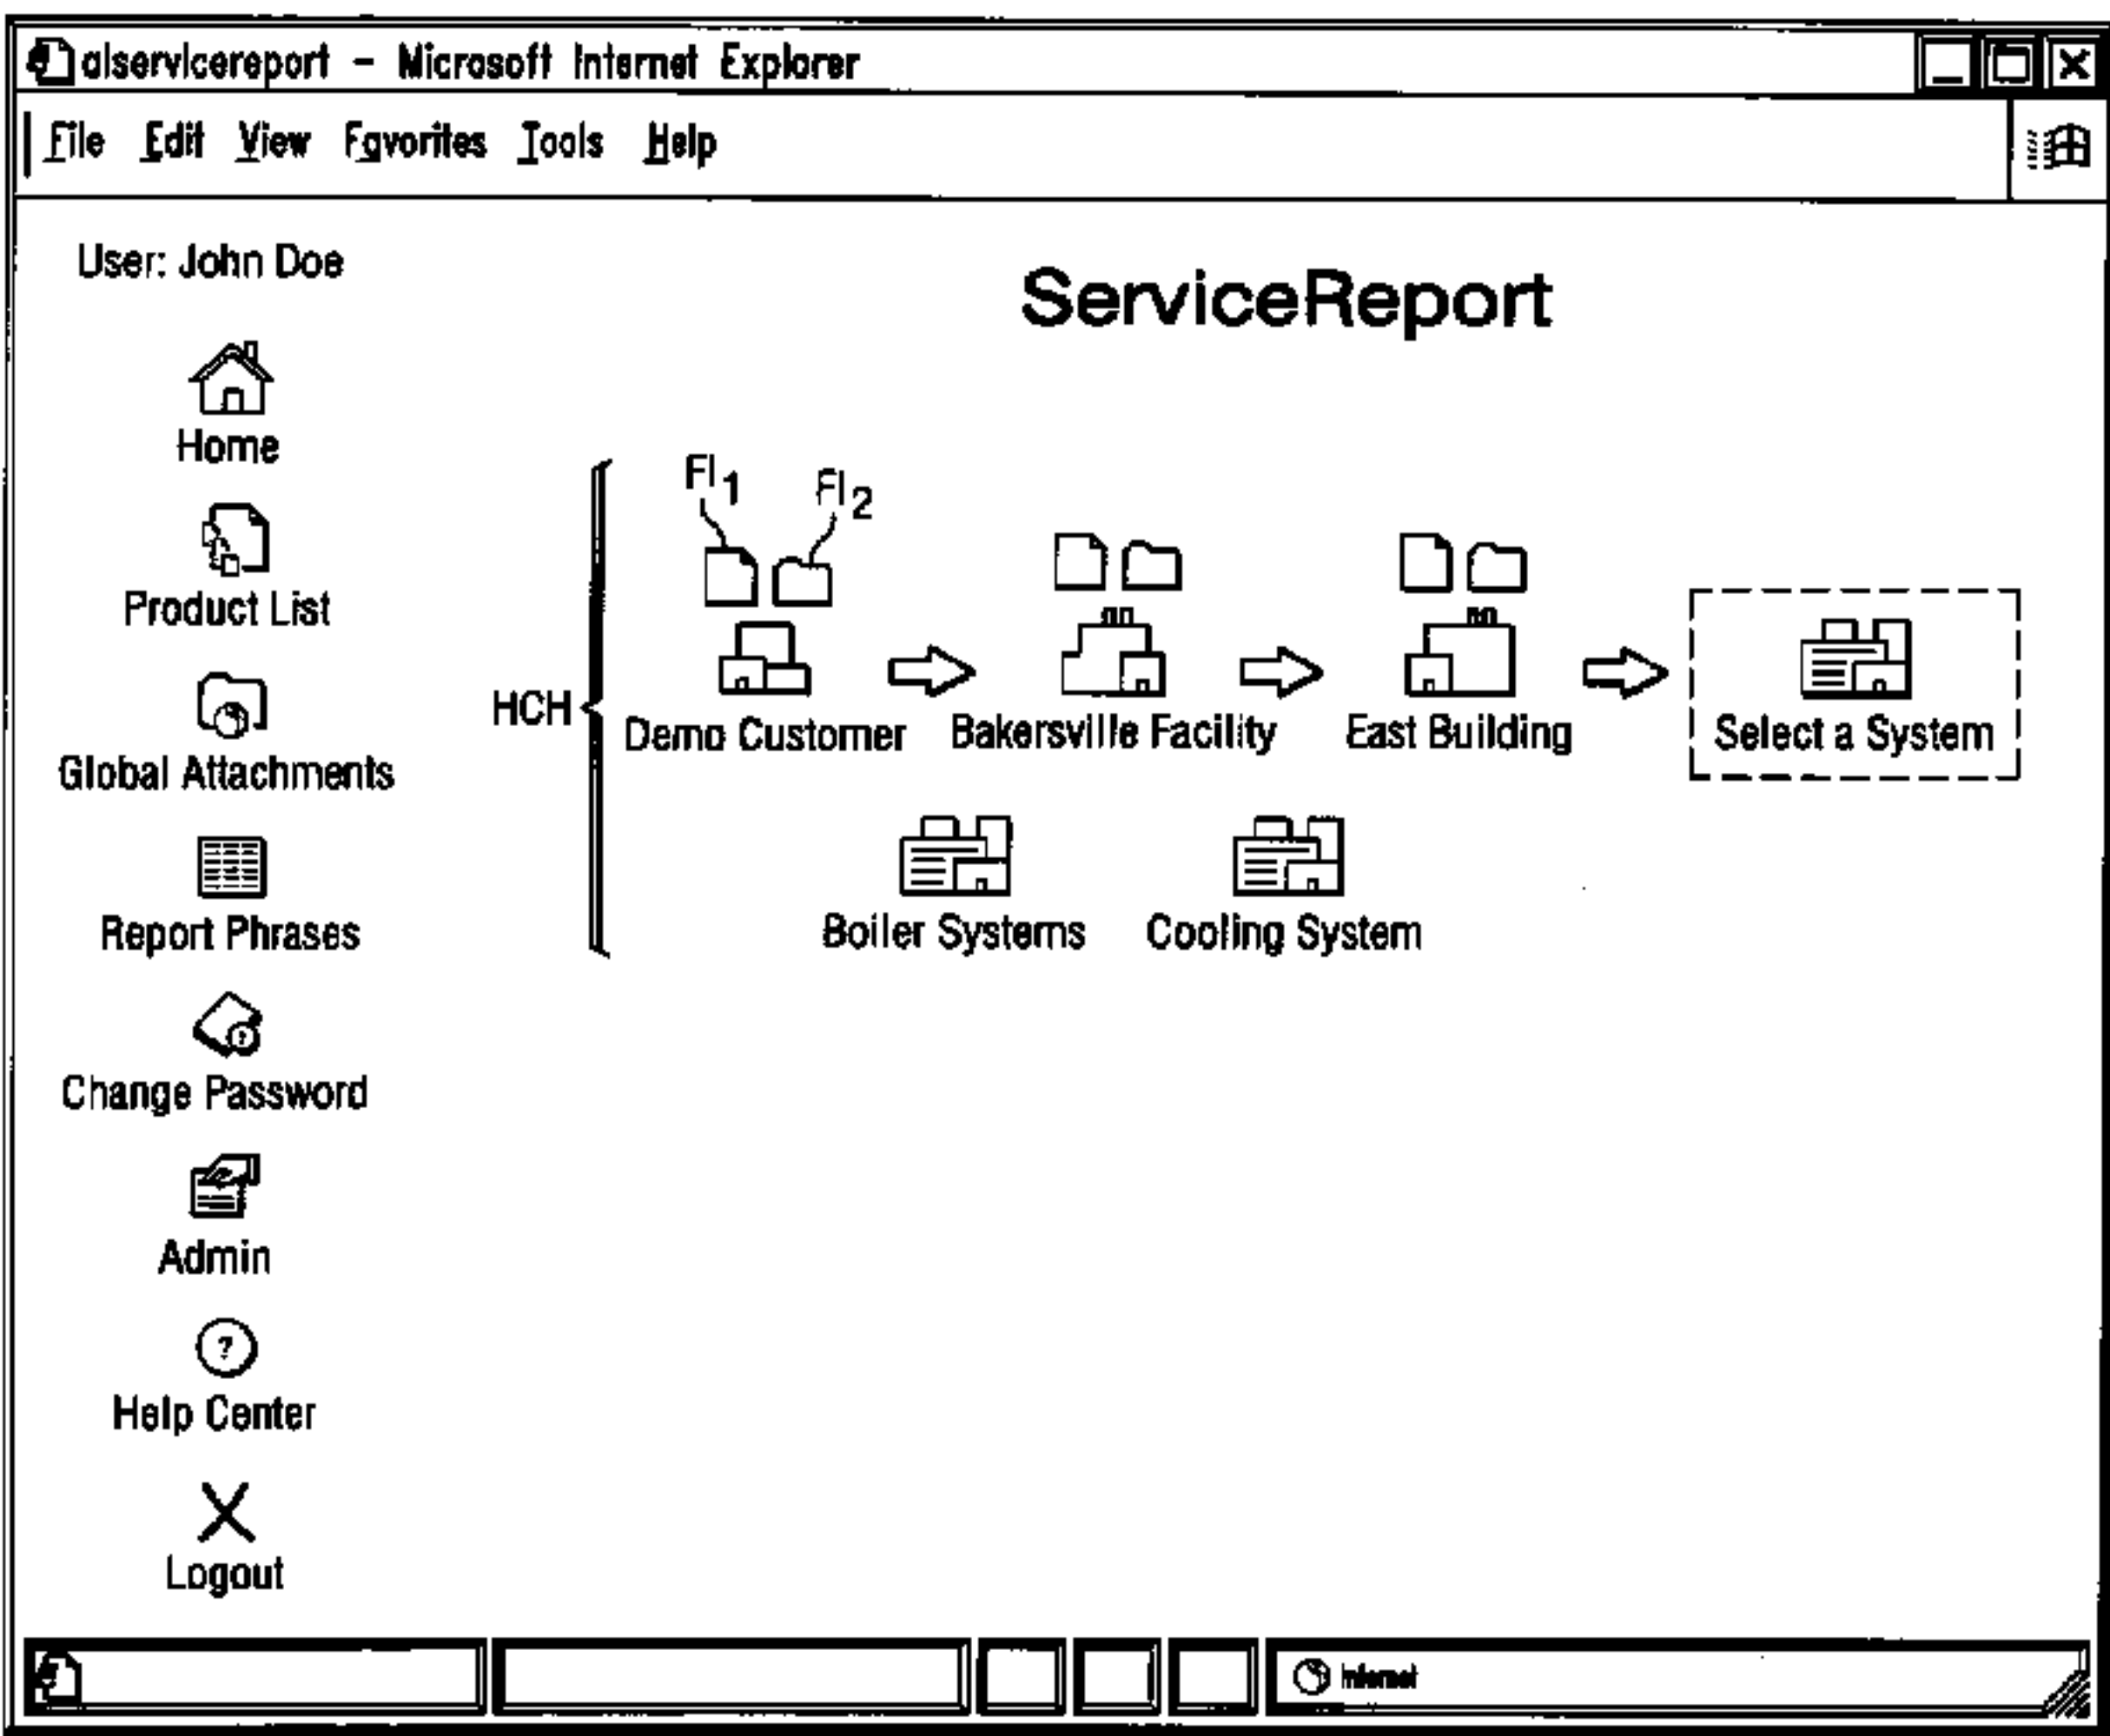 alservicereport - Microsoft Internet Explorer
File Edit View Favorites Tools Help
User: John Doe
ServiceReport
Home
Product List
Global Attachments
Report Phrases
Change Password
Admin
Help Center
Logout
HCH
FI1 FI2
Demo Customer Bakersville Facility East Building Select a System
Boiler Systems Cooling System
Internet